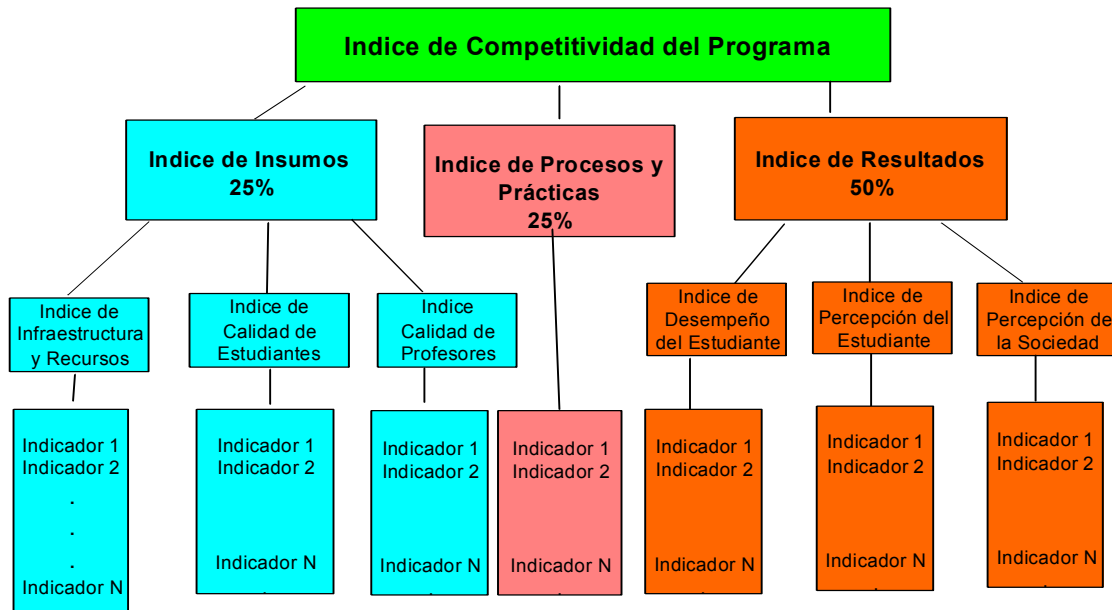 Indice de Competitividad del Programa
Indice de Insumos
25%
Indice de Procesos y
Prácticas
25%
Indice de Resultados
50%
Indice de
Infraestructura
y Recursos
Indice de
Calidad de
Estudiantes
Indice
Calidad de
Profesores
Indice de
Desempeño
del Estudiante
Indice de
Percepción del
Estudiante
Indice de
Percepción de
la Sociedad
Indicador 1
Indicador 2
.
.
.
Indicador N
Indicador 1
Indicador 2
Indicador N
.
Indicador 1
Indicador 2
Indicador N
.
Indicador 1
Indicador 2
Indicador N
.
Indicador 1
Indicador 2
Indicador N
.
Indicador 1
Indicador 2
Indicador N
.
Indicador 1
Indicador 2
Indicador N
.